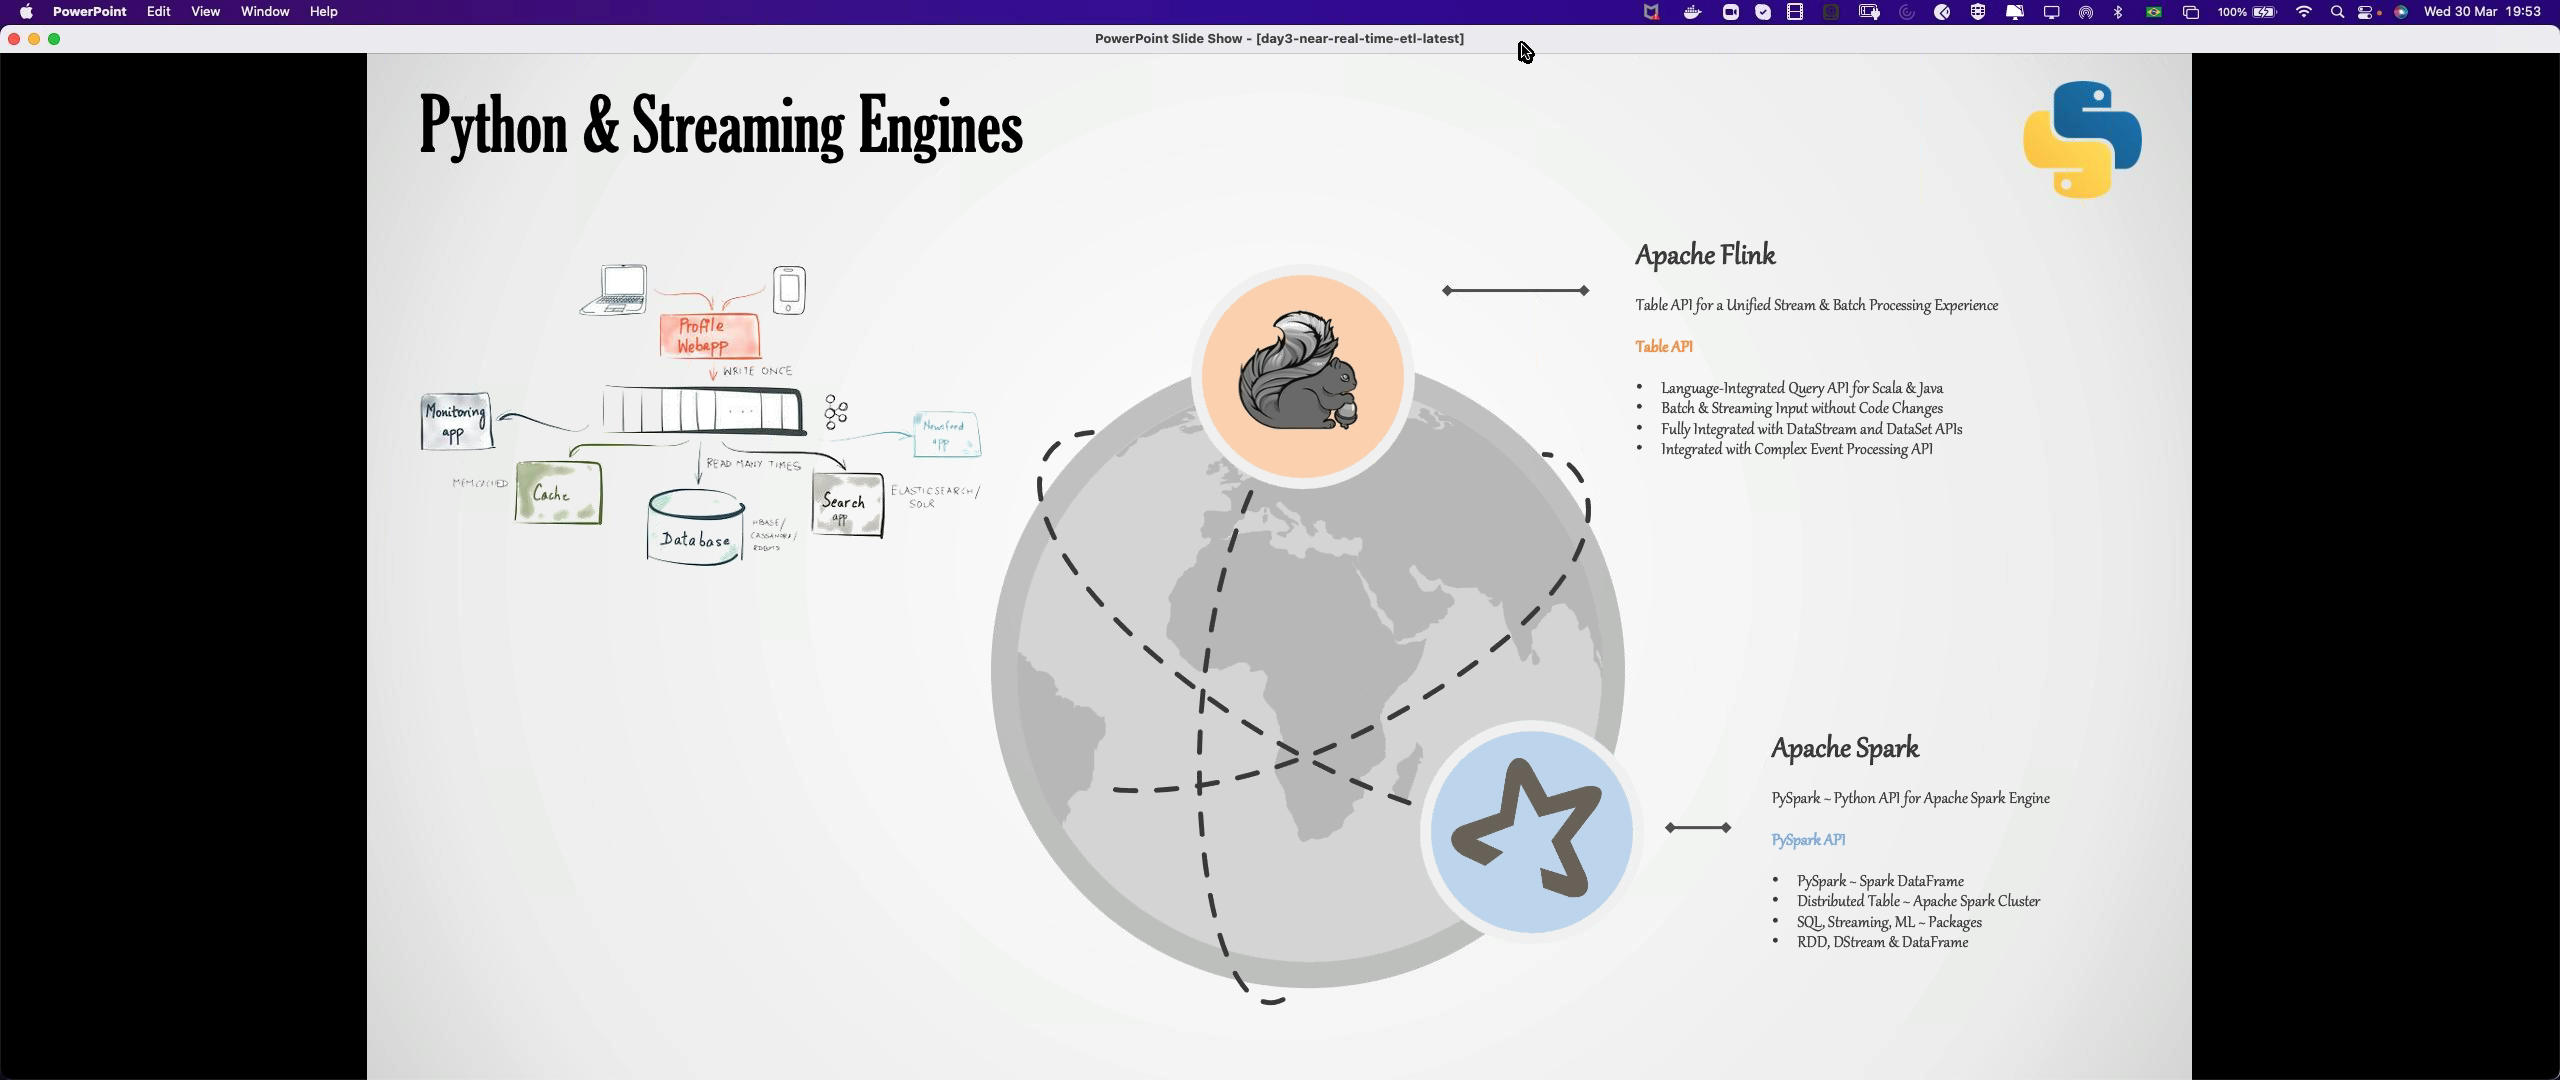 PowerPoint Edit View Window Help
100% Wed 30 Mar 19:53
PowerPoint Slide Show - [day3-near-real-time-etl-latest]
Python & Streaming Engines
Profile
Webapp
WRITE ONCE
Monitoring
app
Newsfeed
app
READ MANY TIMES
MEMCACHED
Cache
Search
app
ELASTICSEARCH/
SOLR
Database
HBASE/
CASSANDRA/
RDBMS
Apache Flink
Table API for a Unified Stream & Batch Processing Experience
Table API
• Language-Integrated Query API for Scala & Java
• Batch & Streaming Input without Code Changes
• Fully Integrated with DataStream and DataSet APIs
• Integrated with Complex Event Processing API
Apache Spark
PySpark ~ Python API for Apache Spark Engine
PySpark API
• PySpark ~ Spark DataFrame
• Distributed Table ~ Apache Spark Cluster
• SQL, Streaming, ML ~ Packages
• RDD, DStream & DataFrame